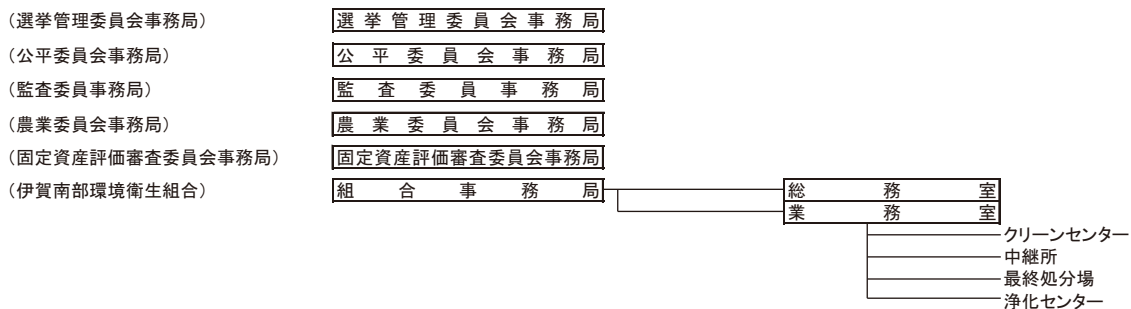 (選挙管理委員会事務局) 選挙管理委員会事務局
(公平委員会事務局) 公平委員会事務局
(監査委員事務局) 監査委員事務局
(農業委員会事務局) 農業委員会事務局
(固定資産評価審査委員会事務局) 固定資産評価審査委員会事務局
(伊賀南部環境衛生組合) 組合事務局 総務室
業務室
クリーンセンター
中継所
最終処分場
浄化センター